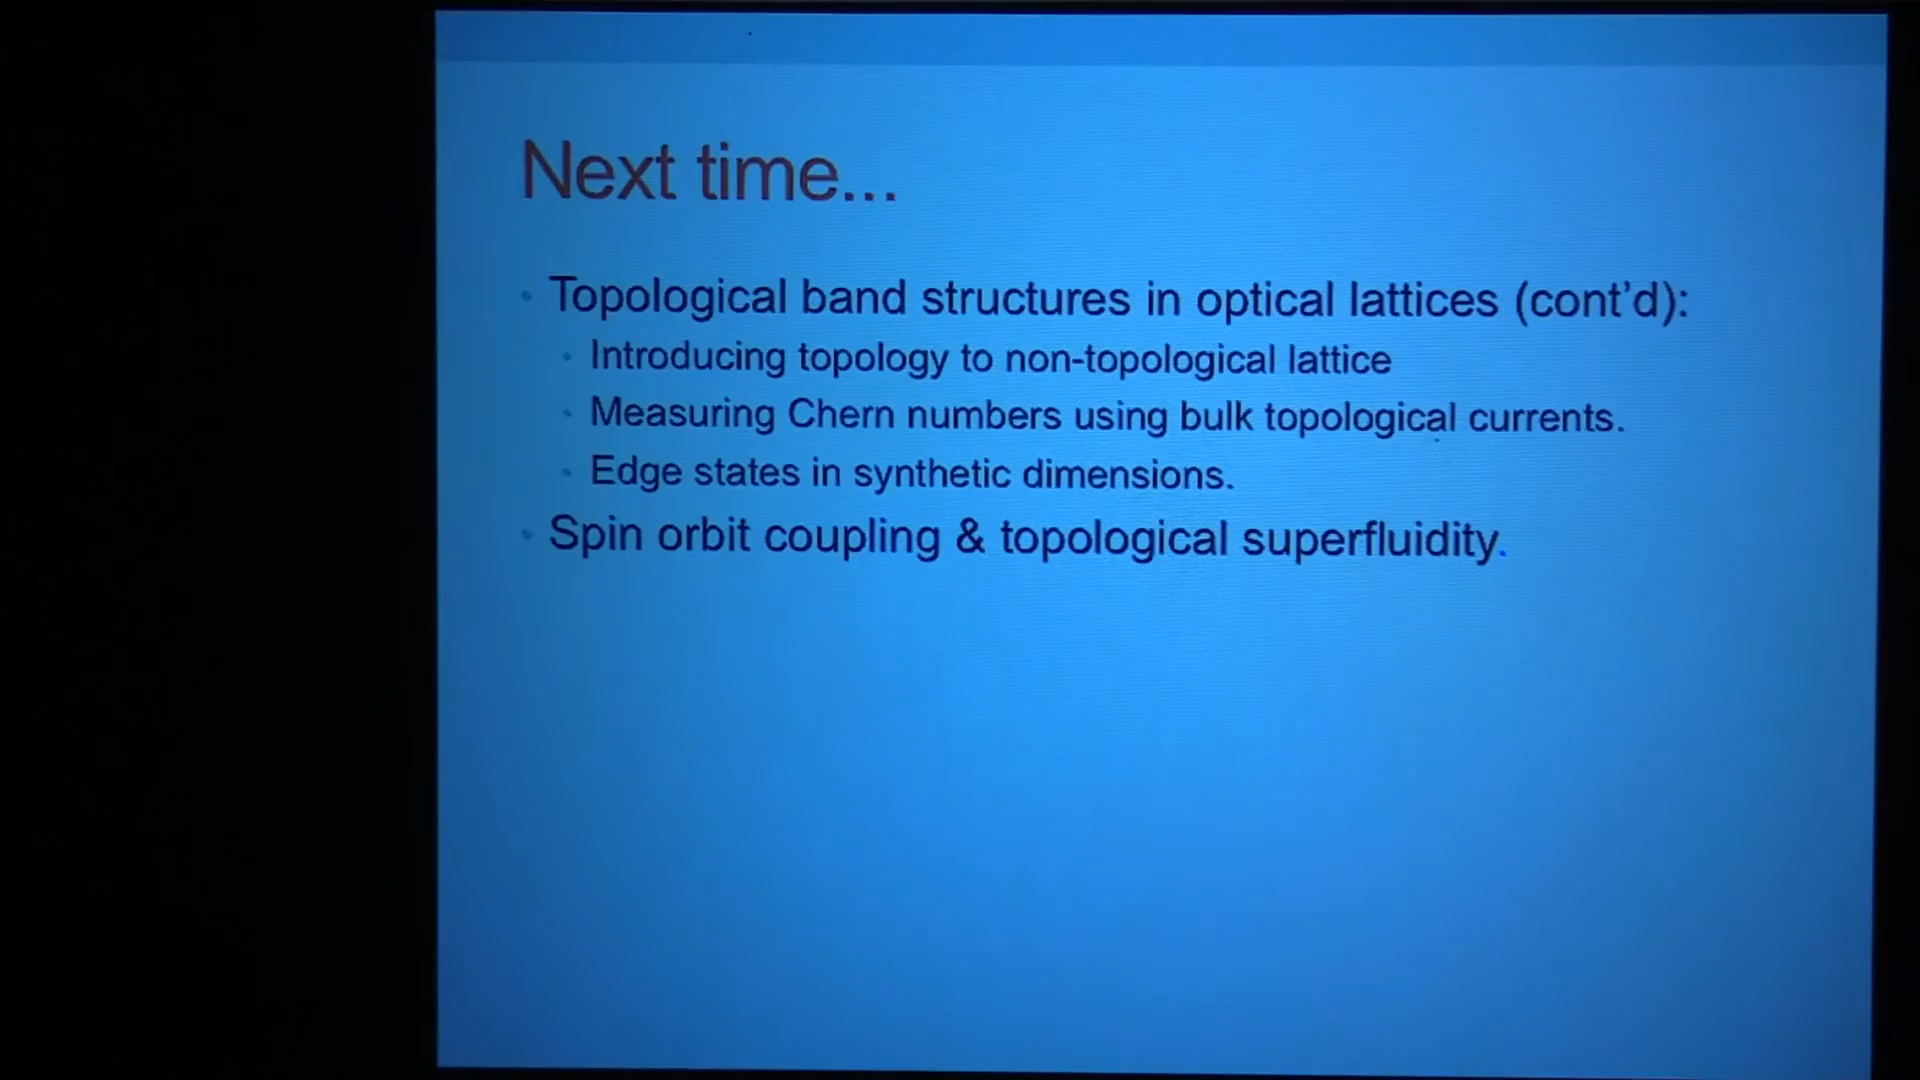 Next time...
Topological band structures in optical lattices (cont'd):
Introducing topology to non-topological lattice
Measuring Chern numbers using bulk topological currents.
Edge states in synthetic dimensions.
Spin orbit coupling & topological superfluidity.